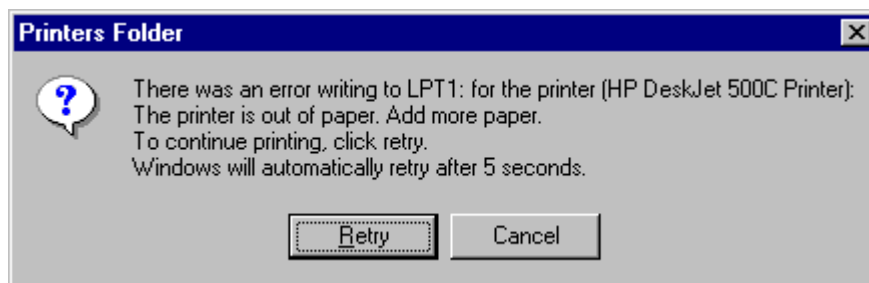 Printers Folder
There was an error writing to LPT1: for the printer (HP DeskJet 500C Printer):
The printer is out of paper. Add more paper.
To continue printing, click retry.
Windows will automatically retry after 5 seconds.
Retry Cancel